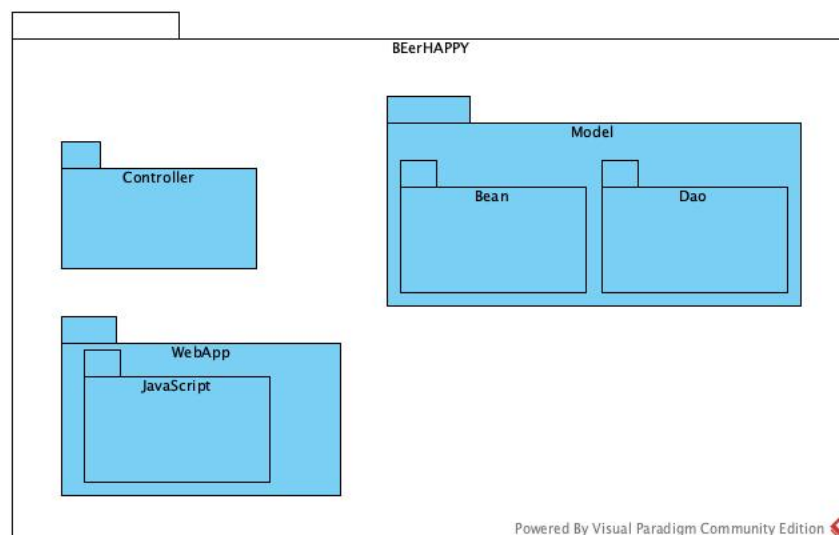 BEerHAPPY
Model
Controller
Bean
Dao
WebApp
JavaScript
Powered By Visual Paradigm Community Edition